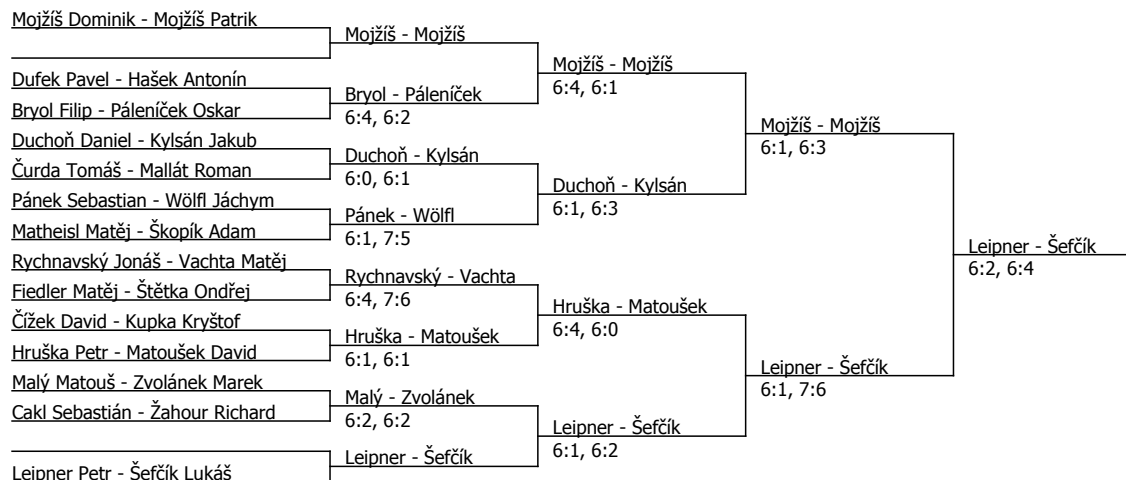 Mojžíš Dominik - Mojžíš Patrik
Dufek Pavel - Hašek Antonín
Bryol Filip - Páleníček Oskar
Duchoň Daniel - Kylsán Jakub
Čurda Tomáš - Mallát Roman
Pánek Sebastian - Wölfl Jáchym
Matheisl Matěj - Škopík Adam
Rychnavský Jonáš - Vachta Matěj
Fiedler Matěj - Štětka Ondřej
Čížek David - Kupka Kryštof
Hruška Petr - Matoušek David
Malý Matouš - Zvolánek Marek
Cakl Sebastián - Žahour Richard
Leipner Petr - Šefčík Lukáš
Mojžíš - Mojžíš
Bryol - Páleníček
6:4, 6:2
Duchoň - Kylsán
6:0, 6:1
Pánek - Wölfl
6:1, 7:5
Rychnavský - Vachta
6:4, 7:6
Hruška - Matoušek
6:1, 6:1
Malý - Zvolánek
6:2, 6:2
Leipner - Šefčík
Mojžíš - Mojžíš
6:4, 6:1
Duchoň - Kylsán
6:1, 6:3
Hruška - Matoušek
6:4, 6:0
Leipner - Šefčík
6:1, 6:2
Mojžíš - Mojžíš
6:1, 6:3
Leipner - Šefčík
6:1, 7:6
Leipner - Šefčík
6:2, 6:4